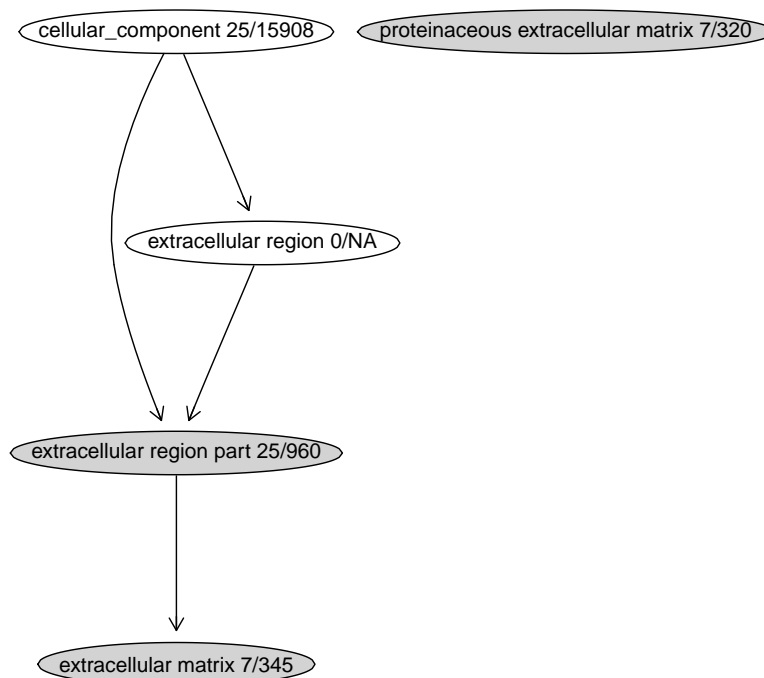 cellular_component 25/15908
proteinaceous extracellular matrix 7/320
extracellular region 0/NA
extracellular region part 25/960
extracellular matrix 7/345